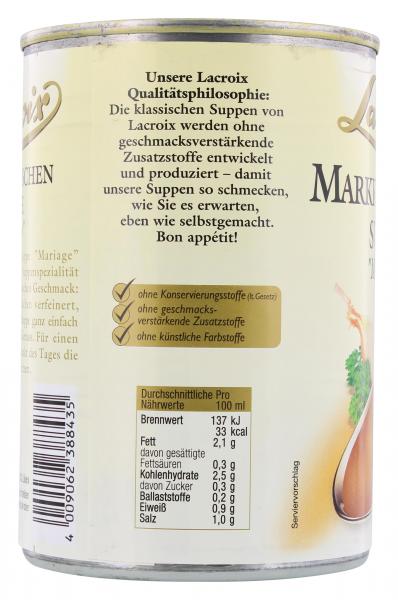 Unsere Lacroix
Qualitätsphilosophie:
Die klassischen Suppen von
Lacroix werden ohne
geschmacksverstärkende
Zusatzstoffe entwickelt
und produziert – damit
unsere Suppen so schmecken,
wie Sie es erwarten,
eben wie selbstgemacht.
Bon appétit!
ohne Konservierungsstoffe (lt. Gesetz)
ohne geschmacks-
verstärkende Zusatzstoffe
ohne künstliche Farbstoffe
Durchschnittliche Pro
Nährwerte 100 ml
Brennwert 137 kJ
33 kcal
Fett 2,1 g
davon gesättigte
Fettsäuren 0,3 g
Kohlenhydrate 2,5 g
davon Zucker 0,3 g
Ballaststoffe 0,2 g
Eiweiß 0,9 g
Salz 1,0 g
Serviervorschlag
4 009062 388435
"Mariage"
Geschmack:
verfeinert,
ganz einfach
Für einen
des Tages die
MARK